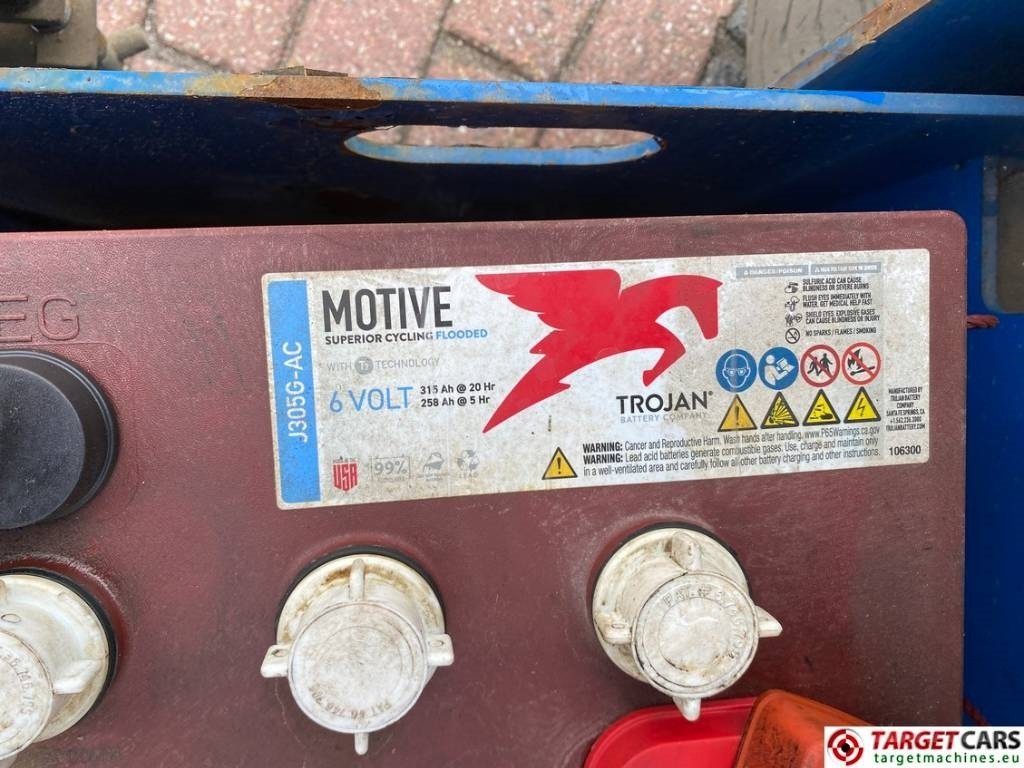 EG
J305G-AC
MOTIVE
SUPERIOR CYCLING FLOODED
WITH T2 TECHNOLOGY
6 VOLT
315 Ah @ 20 Hr
258 Ah @ 5 Hr
USA
99%
TROJAN®
BATTERY COMPANY
DANGER/POISON
SULFURIC ACID CAN CAUSE
BLINDNESS OR SEVERE BURNS
FLUSH EYES IMMEDIATELY WITH
WATER, GET MEDICAL HELP FAST
SHIELD EYES. EXPLOSIVE GASES
CAN CAUSE BLINDNESS OR INJURY
NO SPARKS / FLAMES / SMOKING
MANUFACTURED BY
TROJAN BATTERY
COMPANY
SANTA FE SPRINGS, CA
+1.562.236.3000
TROJANBATTERY.COM
WARNING: Cancer and Reproductive Harm. Wash hands after handling. www.P65Warnings.ca.gov
WARNING: Lead acid batteries generate combustible gases. Use, charge and maintain only
in a well-ventilated area and carefully follow all other battery charging and other instructions.
106300
TARGETCARS
targetmachines.eu